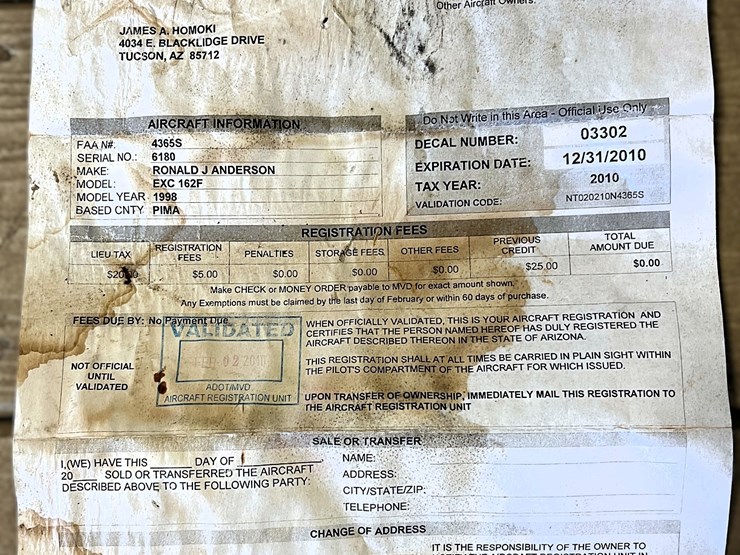 Other Aircraft Owners.
JAMES A. HOMOKI
4034 E. BLACKLIDGE DRIVE
TUCSON, AZ 85712
AIRCRAFT INFORMATION
FAA N#. 4365S
SERIAL NO.: 6180
MAKE: RONALD J ANDERSON
MODEL: EXC 162F
MODEL YEAR 1998
BASED CNTY PIMA
Do Not Write in this Area - Official Use Only
DECAL NUMBER: 03302
EXPIRATION DATE: 12/31/2010
TAX YEAR: 2010
VALIDATION CODE: NT020210N4365S
REGISTRATION FEES
LIEU TAX REGISTRATION FEES PENALTIES STORAGE FEES OTHER FEES PREVIOUS CREDIT TOTAL AMOUNT DUE
$20.00 $5.00 $0.00 $0.00 $0.00 $25.00 $0.00
Make CHECK or MONEY ORDER payable to MVD for exact amount shown.
Any Exemptions must be claimed by the last day of February or within 60 days of purchase.
FEES DUE BY: No Payment Due
VALIDATED
FEB 02 2010
ADOT/MVD
AIRCRAFT REGISTRATION UNIT
NOT OFFICIAL
UNTIL
VALIDATED
WHEN OFFICIALLY VALIDATED, THIS IS YOUR AIRCRAFT REGISTRATION AND
CERTIFIES THAT THE PERSON NAMED HEREOF HAS DULY REGISTERED THE
AIRCRAFT DESCRIBED THEREON IN THE STATE OF ARIZONA.
THIS REGISTRATION SHALL AT ALL TIMES BE CARRIED IN PLAIN SIGHT WITHIN
THE PILOT'S COMPARTMENT OF THE AIRCRAFT FOR WHICH ISSUED.
UPON TRANSFER OF OWNERSHIP, IMMEDIATELY MAIL THIS REGISTRATION TO
THE AIRCRAFT REGISTRATION UNIT
SALE OR TRANSFER
I,(WE) HAVE THIS DAY OF
20 SOLD OR TRANSFERRED THE AIRCRAFT
DESCRIBED ABOVE TO THE FOLLOWING PARTY:
NAME:
ADDRESS:
CITY/STATE/ZIP:
TELEPHONE:
CHANGE OF ADDRESS
IT IS THE RESPONSIBILITY OF THE OWNER TO